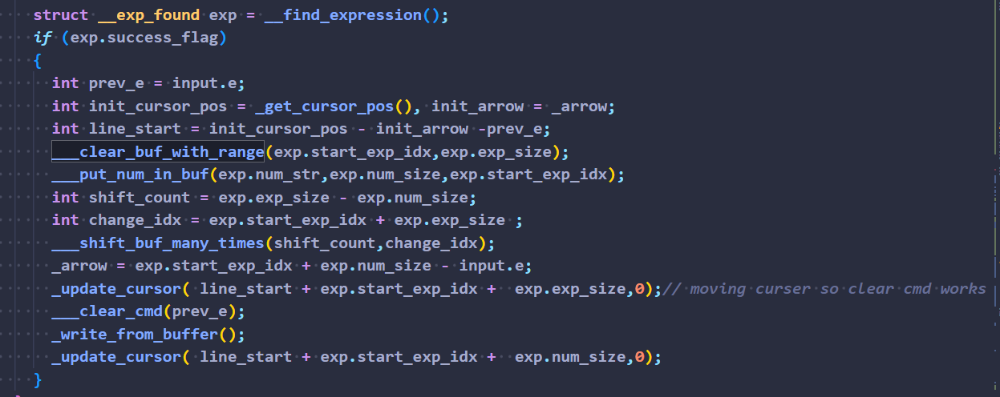 struct __exp_found exp = __find_expression();
if (exp.success_flag)
{
int prev_e = input.e;
int init_cursor_pos = _get_cursor_pos(), init_arrow = _arrow;
int line_start = init_cursor_pos - init_arrow -prev_e;
___clear_buf_with_range(exp.start_exp_idx,exp.exp_size);
___put_num_in_buf(exp.num_str,exp.num_size,exp.start_exp_idx);
int shift_count = exp.exp_size - exp.num_size;
int change_idx = exp.start_exp_idx + exp.exp_size ;
___shift_buf_many_times(shift_count,change_idx);
_arrow = exp.start_exp_idx + exp.num_size - input.e;
_update_cursor( line_start + exp.start_exp_idx +  exp.exp_size,0);// moving curser so clear cmd works
___clear_cmd(prev_e);
_write_from_buffer();
_update_cursor( line_start + exp.start_exp_idx +  exp.num_size,0);
}